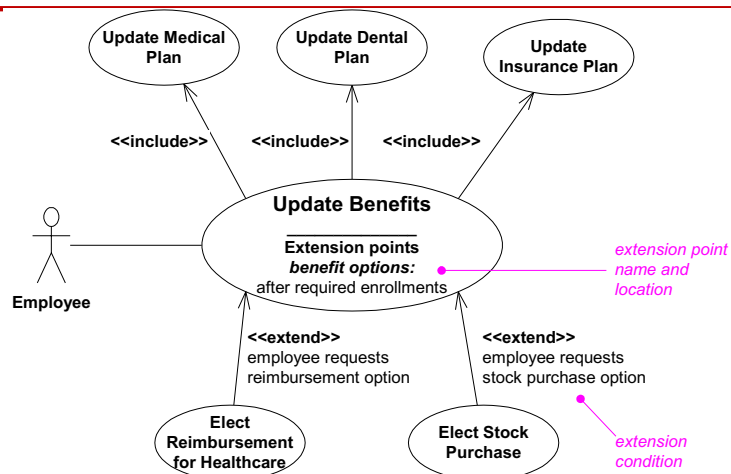 Update Medical
Plan
Update Dental
Plan
Update
Insurance Plan
<<include>>
<<include>>
<<include>>
Update Benefits
Extension points
benefit options:
after required enrollments
extension point
name and
location
Employee
<<extend>>
employee requests
reimbursement option
<<extend>>
employee requests
stock purchase option
Elect
Reimbursement
for Healthcare
Elect Stock
Purchase
extension
condition